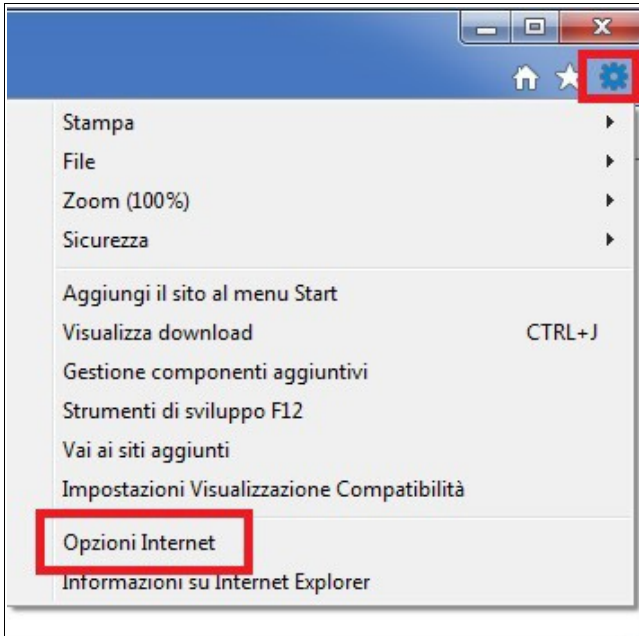 Stampa
File
Zoom (100%)
Sicurezza
Aggiungi il sito al menu Start
Visualizza download CTRL+J
Gestione componenti aggiuntivi
Strumenti di sviluppo F12
Vai ai siti aggiunti
Impostazioni Visualizzazione Compatibilità
Opzioni Internet
Informazioni su Internet Explorer